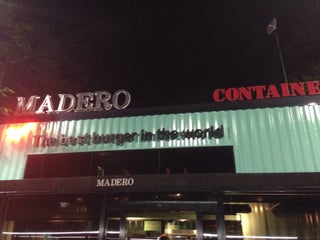 MADERO
CONTAINE
The best burger in the world
MADERO